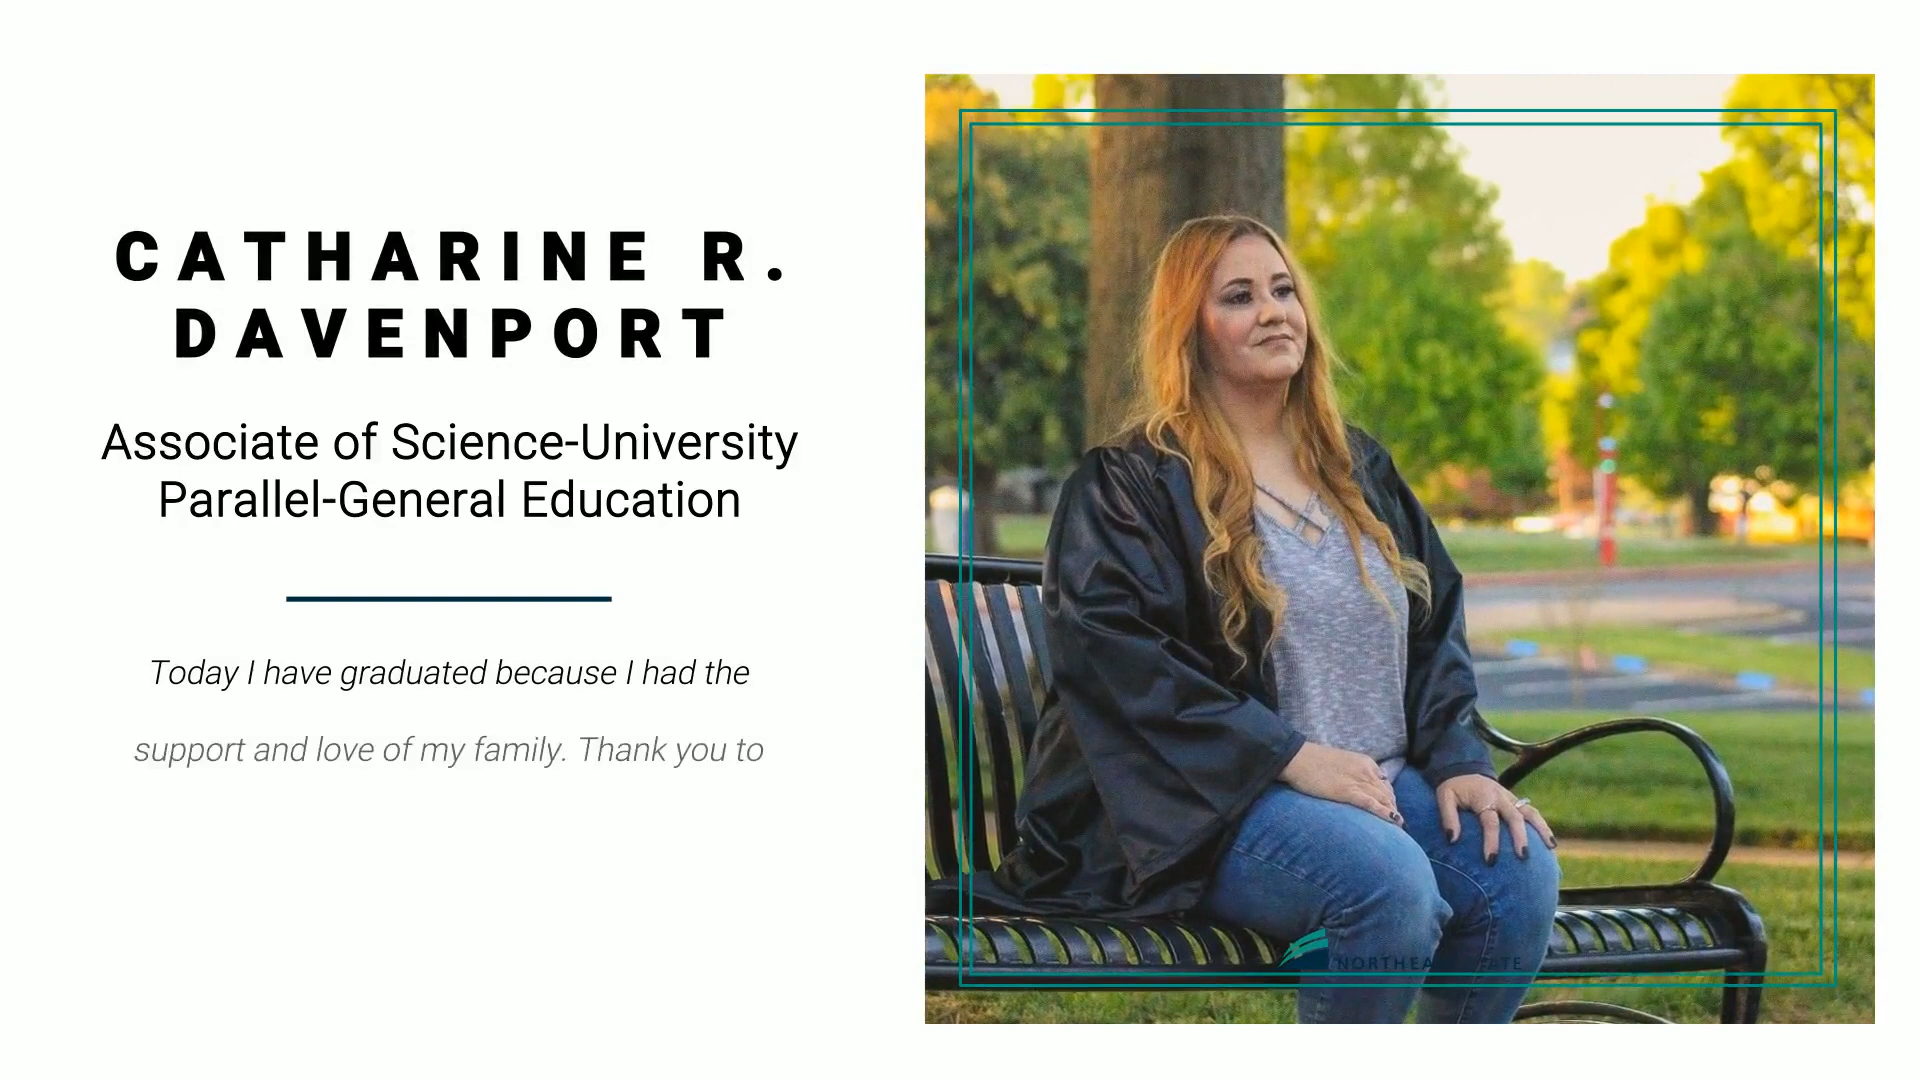 CATHARINE R.
DAVENPORT
Associate of Science-University
Parallel-General Education
Today I have graduated because I had the
support and love of my family. Thank you to